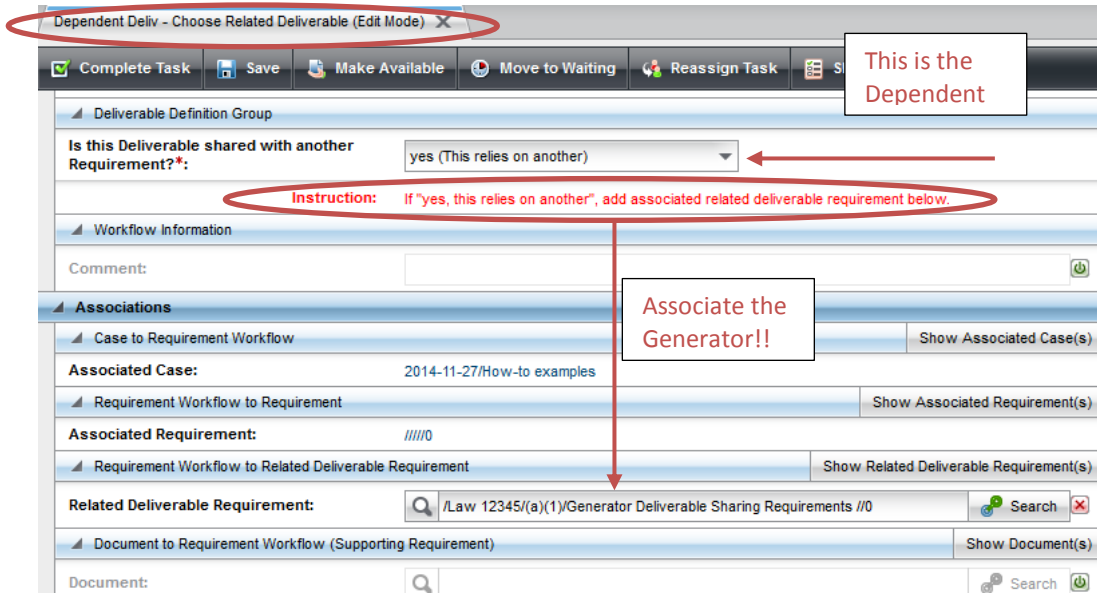 Dependent Deliv - Choose Related Deliverable (Edit Mode)
Complete Task Save Make Available Move to Waiting Reassign Task
This is the
Dependent
Deliverable Definition Group
Is this Deliverable shared with another
Requirement?*:
yes (This relies on another)
Instruction: If "yes, this relies on another", add associated related deliverable requirement below.
Workflow Information
Comment:
Associations
Associate the
Generator!!
Case to Requirement Workflow Show Associated Case(s)
Associated Case: 2014-11-27/How-to examples
Requirement Workflow to Requirement Show Associated Requirement(s)
Associated Requirement: /////0
Requirement Workflow to Related Deliverable Requirement Show Related Deliverable Requirement(s)
Related Deliverable Requirement: /Law 12345/(a)(1)/Generator Deliverable Sharing Requirements //0 Search
Document to Requirement Workflow (Supporting Requirement) Show Document(s)
Document: Search